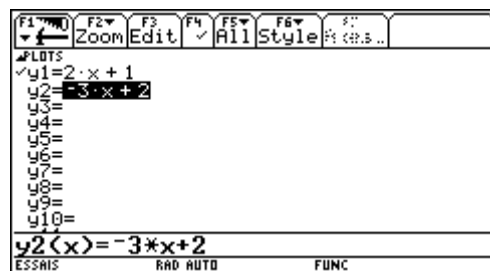 F1 F2 Zoom F3 Edit F4 ✓ F5 All F6 Style F7
PLOTS
✓y1=2·x + 1
y2=-3·x + 2
y3=
y4=
y5=
y6=
y7=
y8=
y9=
y10=
y2(x)=-3*x+2
ESSAIS RAD AUTO FUNC